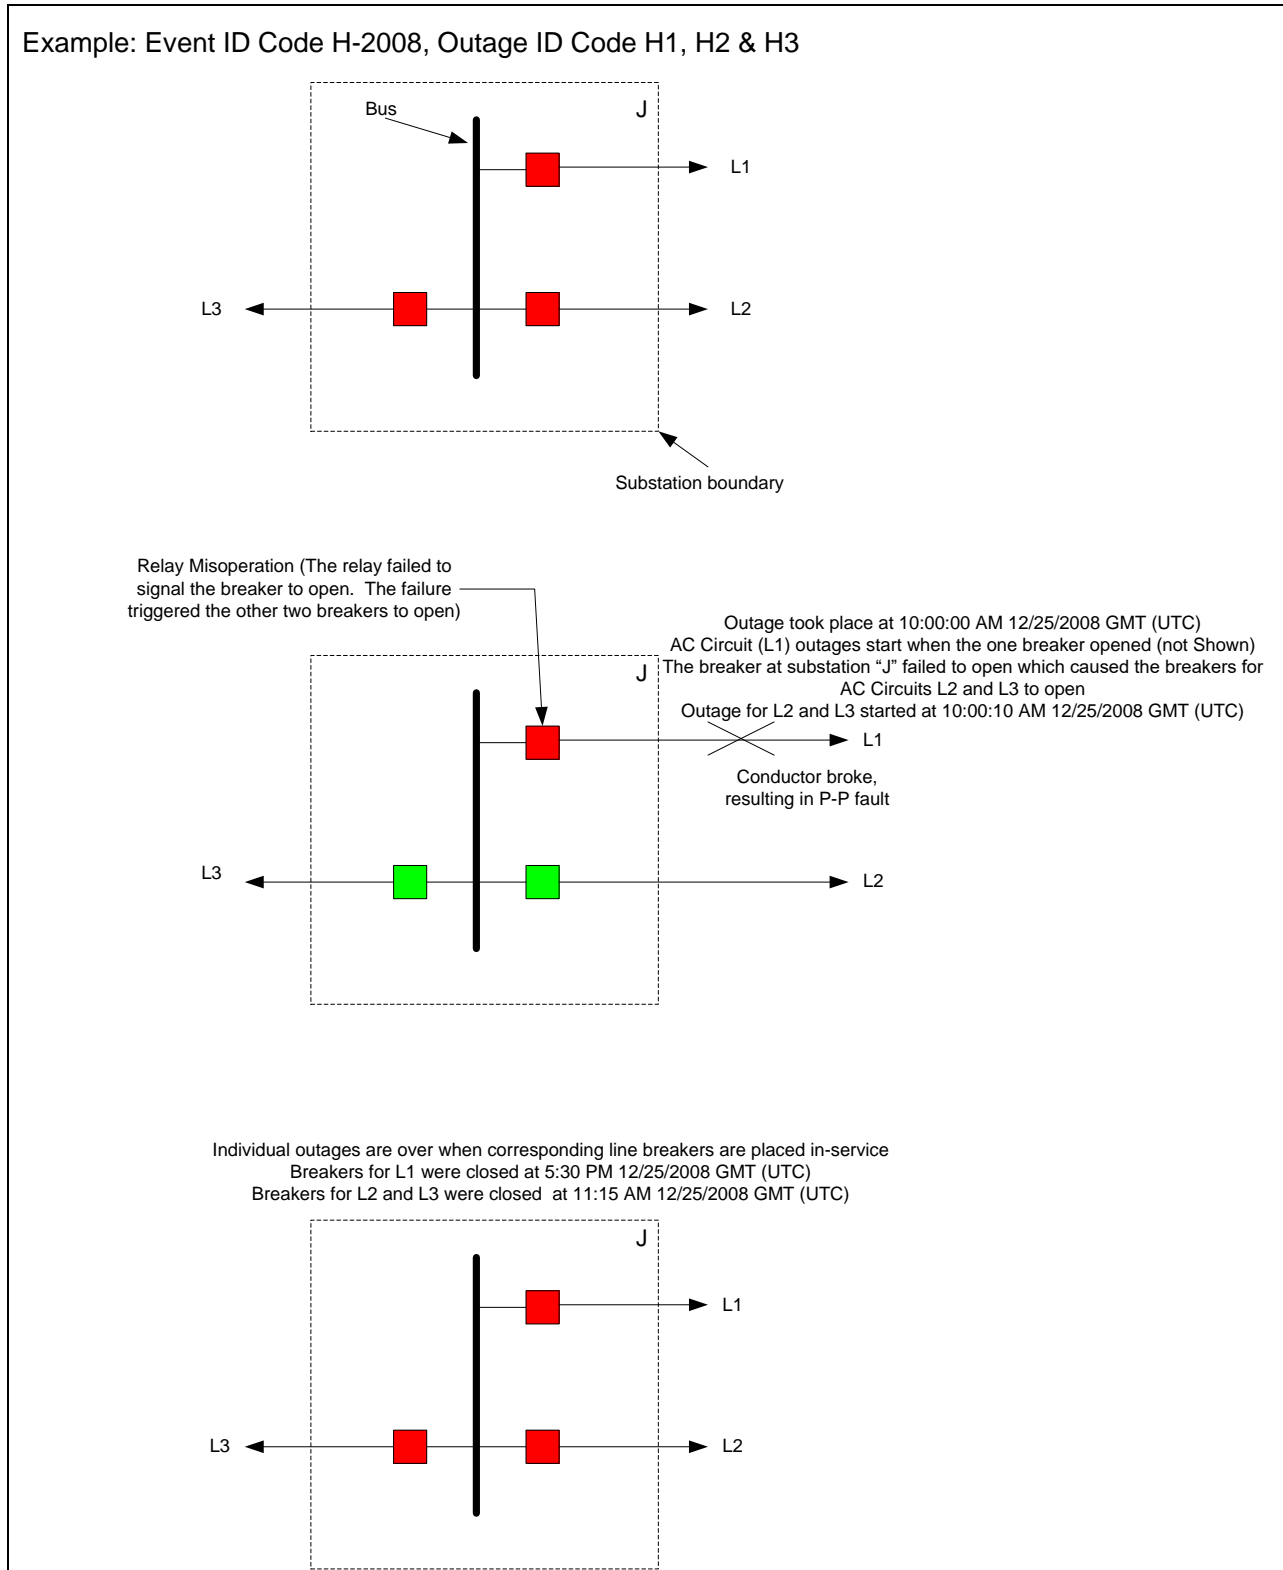 Example: Event ID Code H-2008, Outage ID Code H1, H2 & H3
Bus
J
L1
L3
L2
Substation boundary
Relay Misoperation (The relay failed to
signal the breaker to open. The failure
triggered the other two breakers to open)
Outage took place at 10:00:00 AM 12/25/2008 GMT (UTC)
AC Circuit (L1) outages start when the one breaker opened (not Shown)
The breaker at substation “J” failed to open which caused the breakers for
AC Circuits L2 and L3 to open
Outage for L2 and L3 started at 10:00:10 AM 12/25/2008 GMT (UTC)
J
L1
Conductor broke,
resulting in P-P fault
L3
L2
Individual outages are over when corresponding line breakers are placed in-service
Breakers for L1 were closed at 5:30 PM 12/25/2008 GMT (UTC)
Breakers for L2 and L3 were closed at 11:15 AM 12/25/2008 GMT (UTC)
J
L1
L3
L2